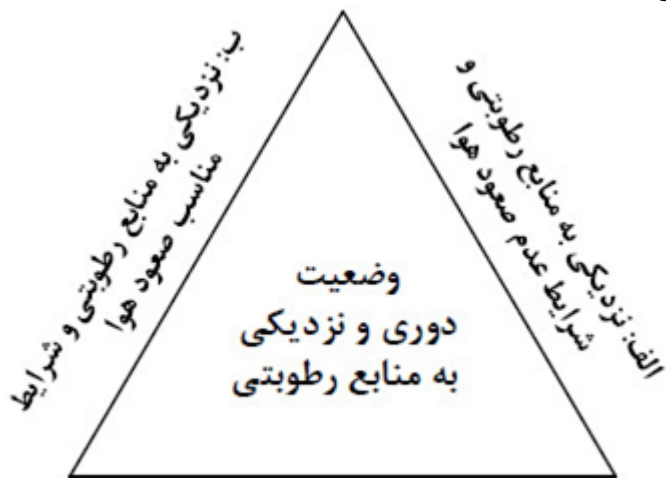 الف: نزدیکی به منابع رطوبتی و
شرایط عدم صعود هوا
ب: نزدیکی به منابع رطوبتی و شرایط
مناسب صعود هوا
وضعیت
دوری و نزدیکی
به منابع رطوبتی